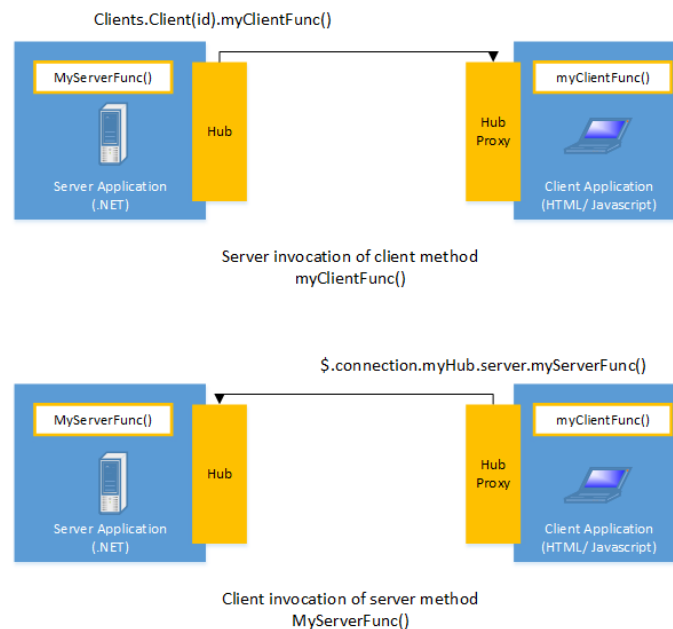 Clients.Client(id).myClientFunc()
MyServerFunc()
Hub
Server Application
(.NET)
Hub
Proxy
myClientFunc()
Client Application
(HTML/ Javascript)
Server invocation of client method
myClientFunc()
$.connection.myHub.server.myServerFunc()
MyServerFunc()
Hub
Server Application
(.NET)
Hub
Proxy
myClientFunc()
Client Application
(HTML/ Javascript)
Client invocation of server method
MyServerFunc()